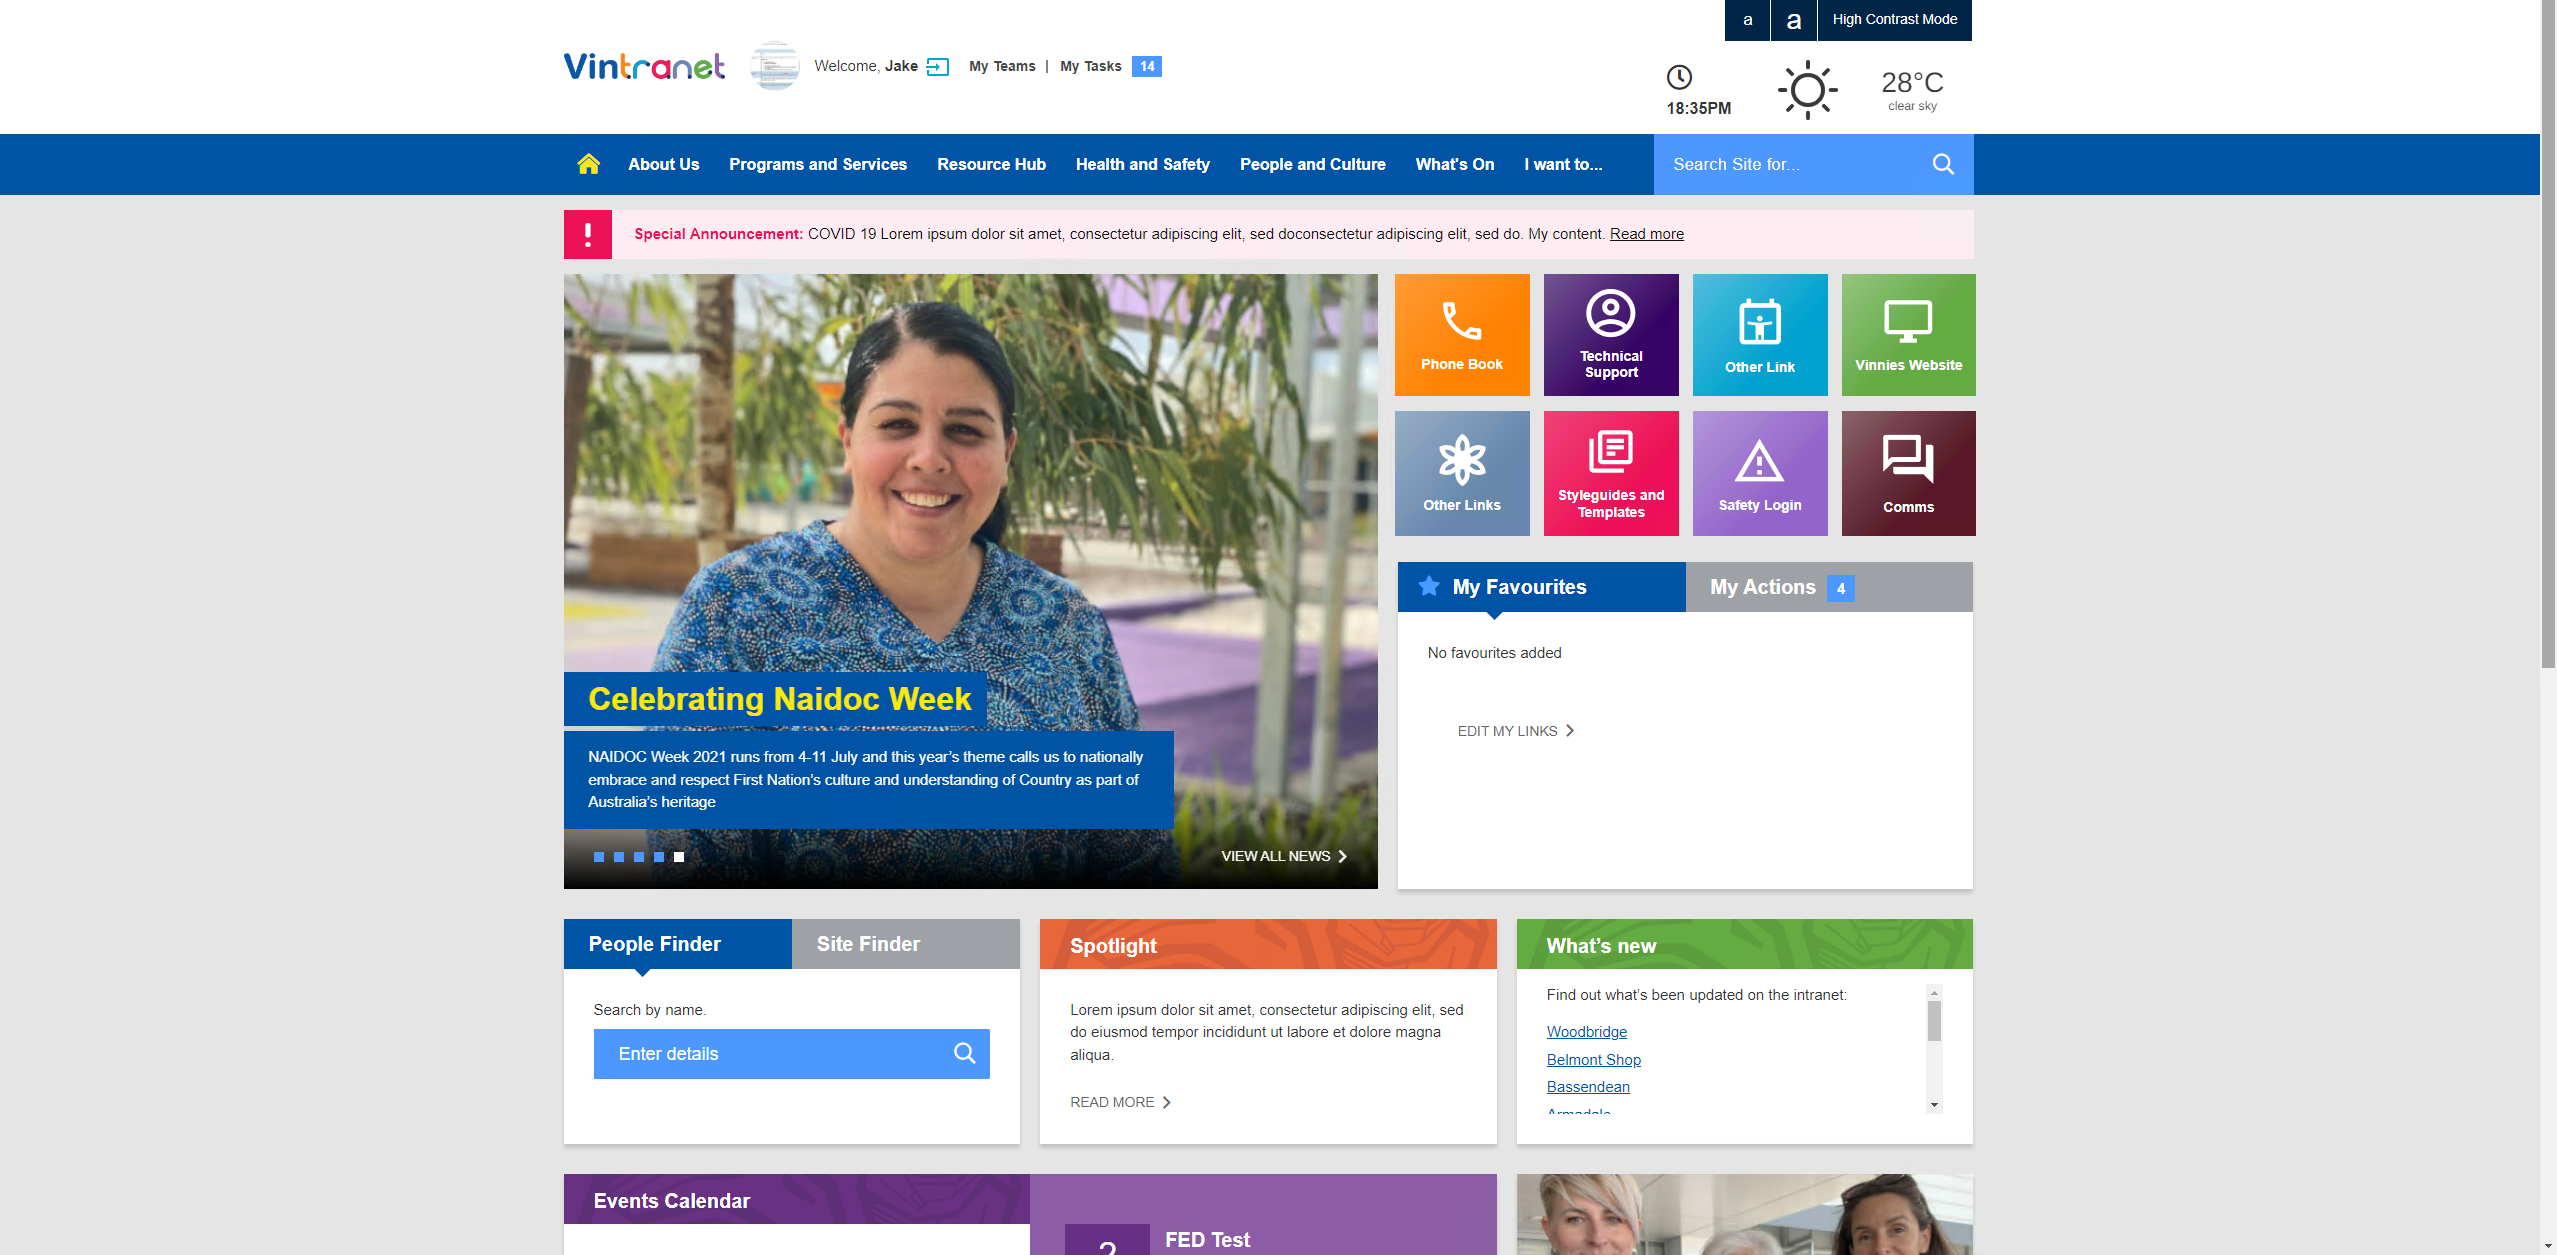 a a High Contrast Mode
Vintranet Welcome, Jake My Teams | My Tasks 14
18:35PM
28°C
clear sky
About Us Programs and Services Resource Hub Health and Safety People and Culture What's On I want to... Search Site for...
! Special Announcement: COVID 19 Lorem ipsum dolor sit amet, consectetur adipiscing elit, sed doconsectetur adipiscing elit, sed do. My content. Read more
Phone Book
Technical
Support
Other Link
Vinnies Website
Other Links
Styleguides and
Templates
Safety Login
Comms
Celebrating Naidoc Week
NAIDOC Week 2021 runs from 4-11 July and this year’s theme calls us to nationally
embrace and respect First Nation’s culture and understanding of Country as part of
Australia’s heritage
VIEW ALL NEWS
My Favourites My Actions 4
No favourites added
EDIT MY LINKS
People Finder Site Finder
Search by name.
Enter details
Spotlight
Lorem ipsum dolor sit amet, consectetur adipiscing elit, sed
do eiusmod tempor incididunt ut labore et dolore magna
aliqua.
READ MORE
What’s new
Find out what’s been updated on the intranet:
Woodbridge
Belmont Shop
Bassendean
Armadale
Events Calendar
2
FED Test